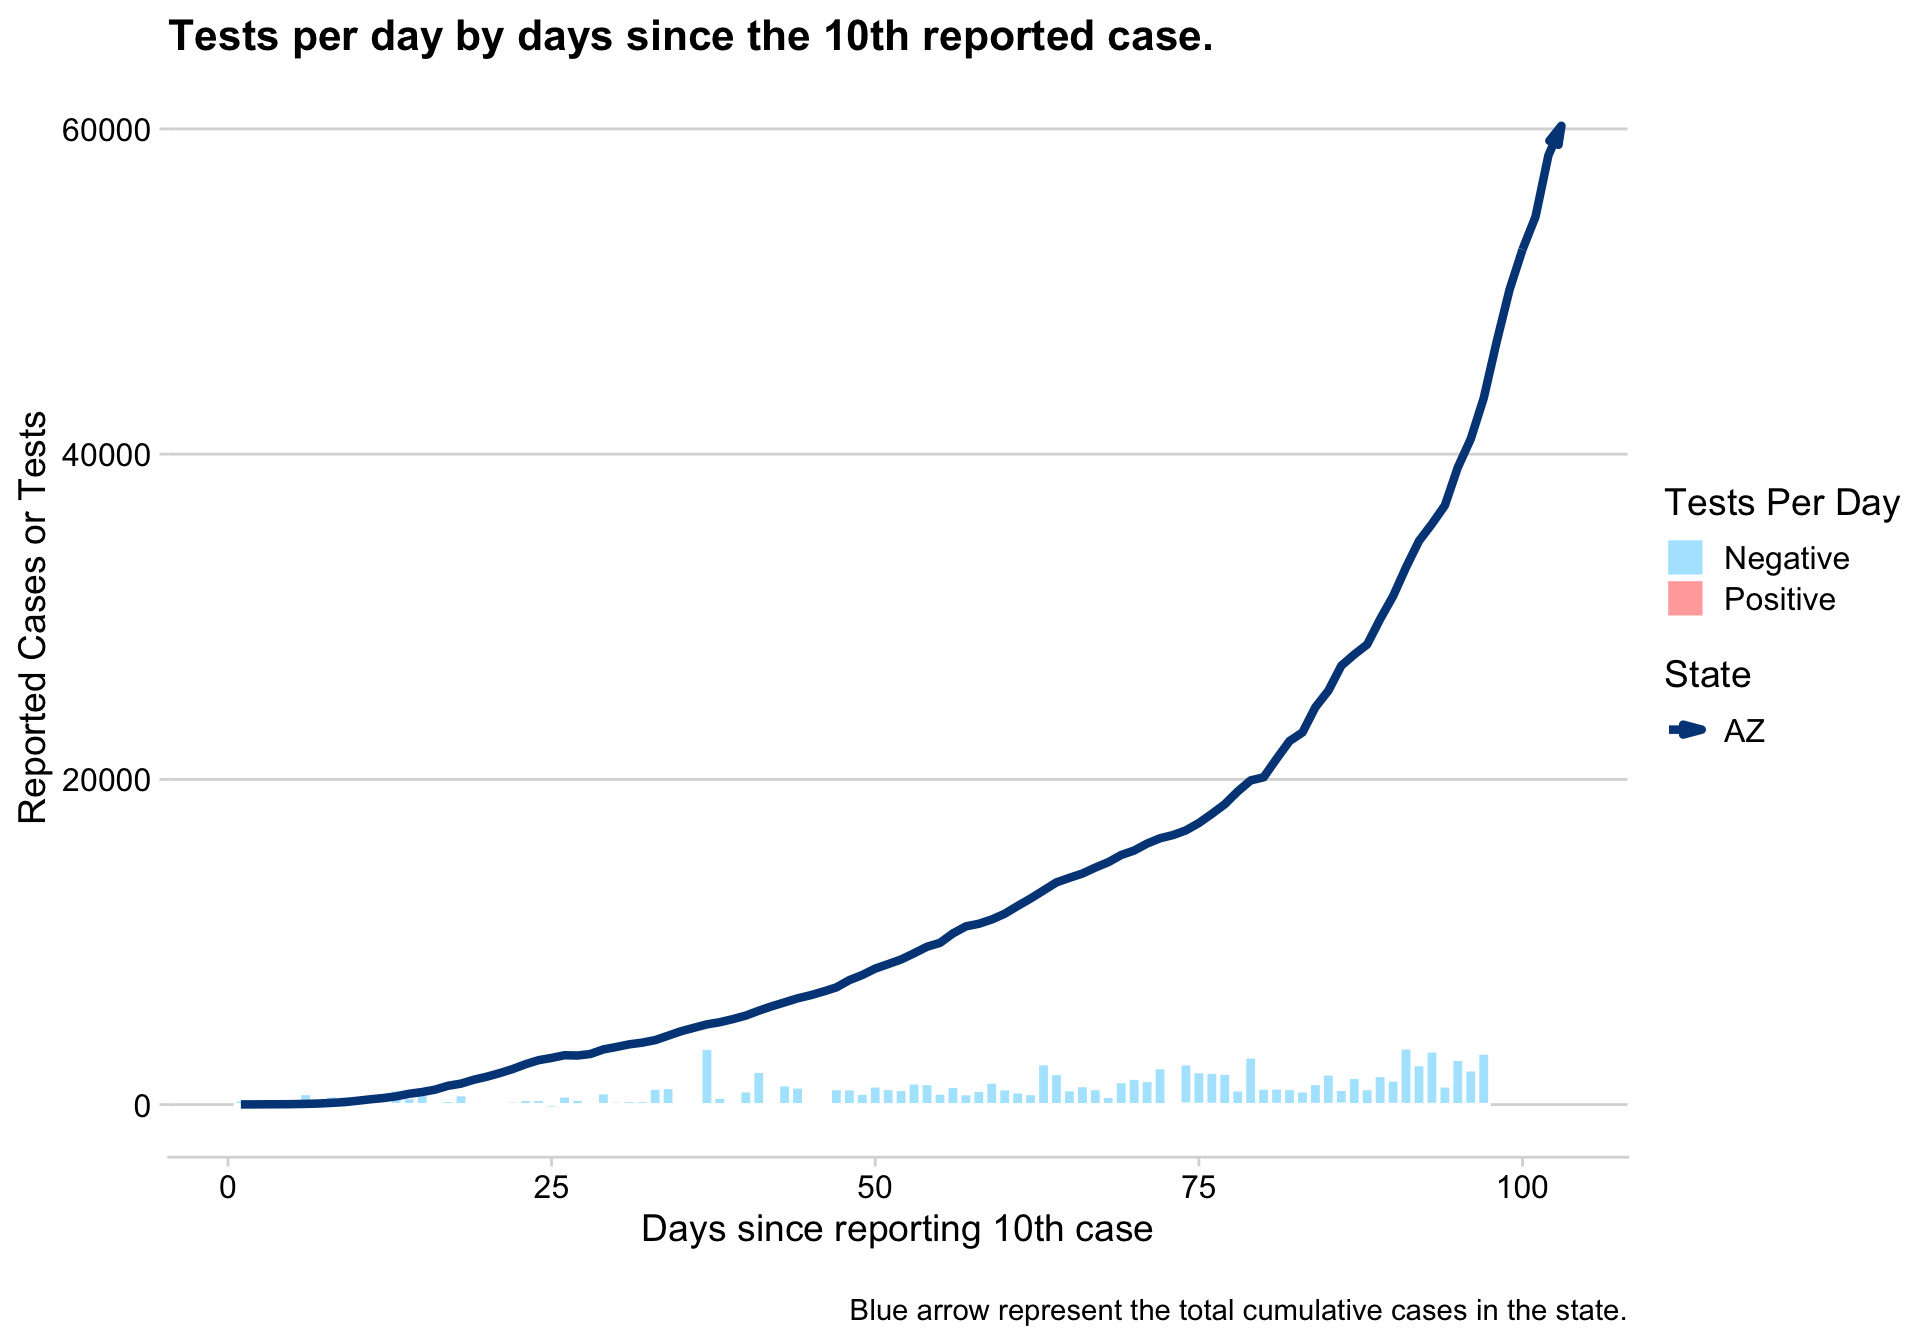 Tests per day by days since the 10th reported case.
60000
40000
20000
0
Reported Cases or Tests
0 25 50 75 100
Days since reporting 10th case
Tests Per Day
Negative
Positive
State
AZ
Blue arrow represent the total cumulative cases in the state.